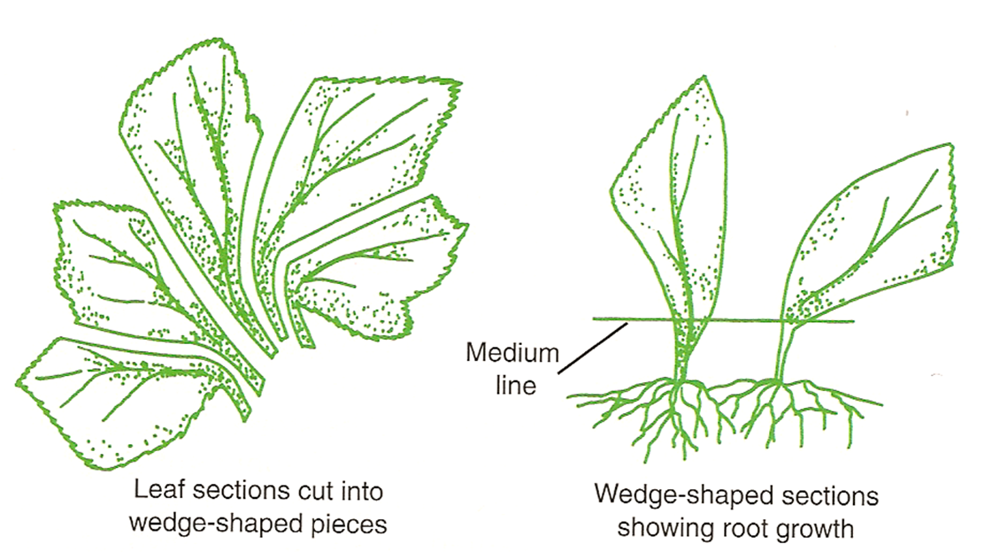 Medium
line
Leaf sections cut into
wedge-shaped pieces
Wedge-shaped sections
showing root growth